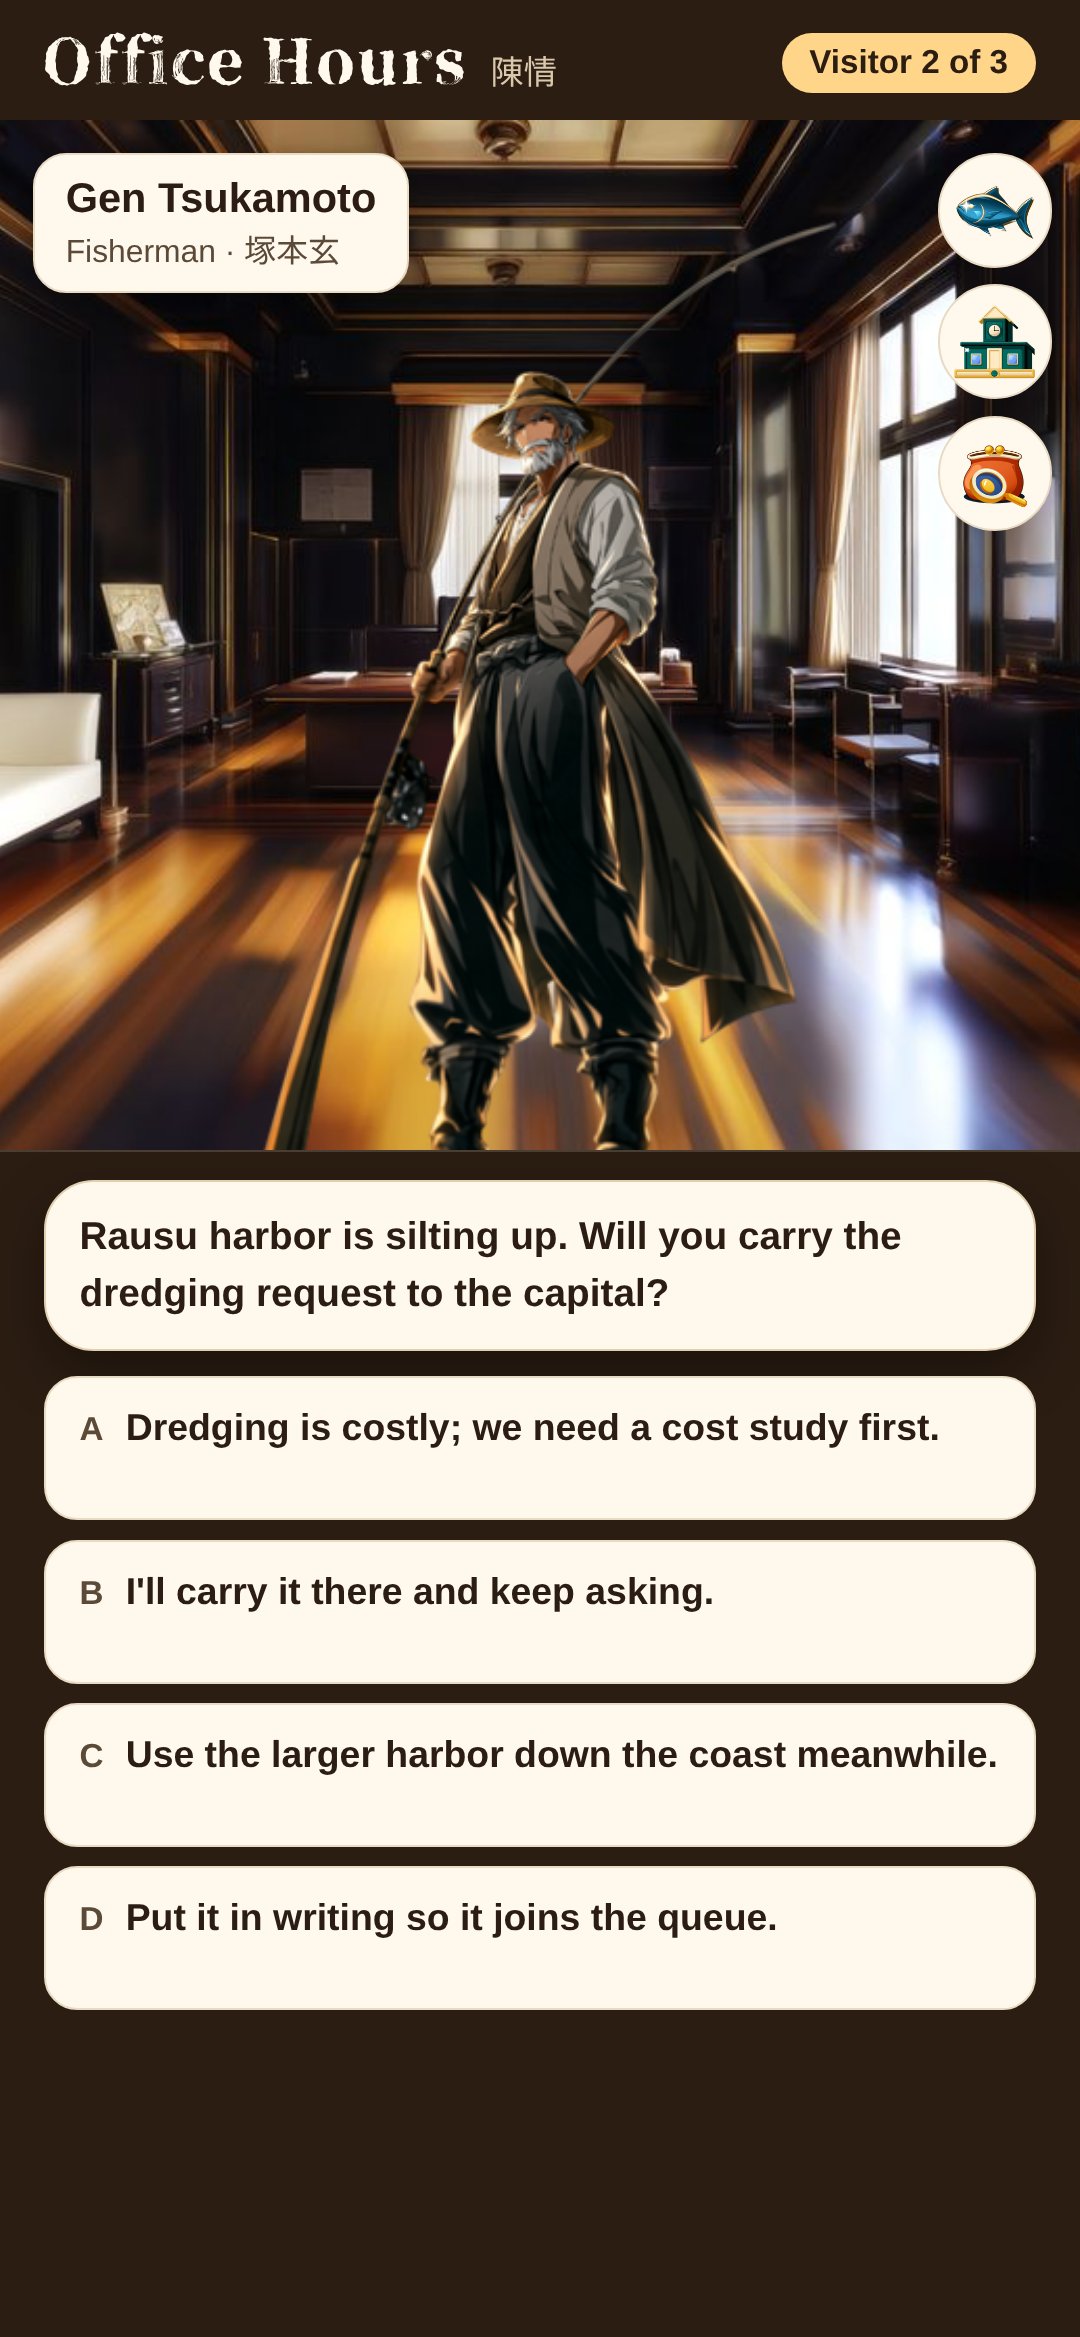 Office Hours 陳情
Visitor 2 of 3
Gen Tsukamoto
Fisherman · 塚本玄
Rausu harbor is silting up. Will you carry the
dredging request to the capital?
A Dredging is costly; we need a cost study first.
B I'll carry it there and keep asking.
C Use the larger harbor down the coast meanwhile.
D Put it in writing so it joins the queue.